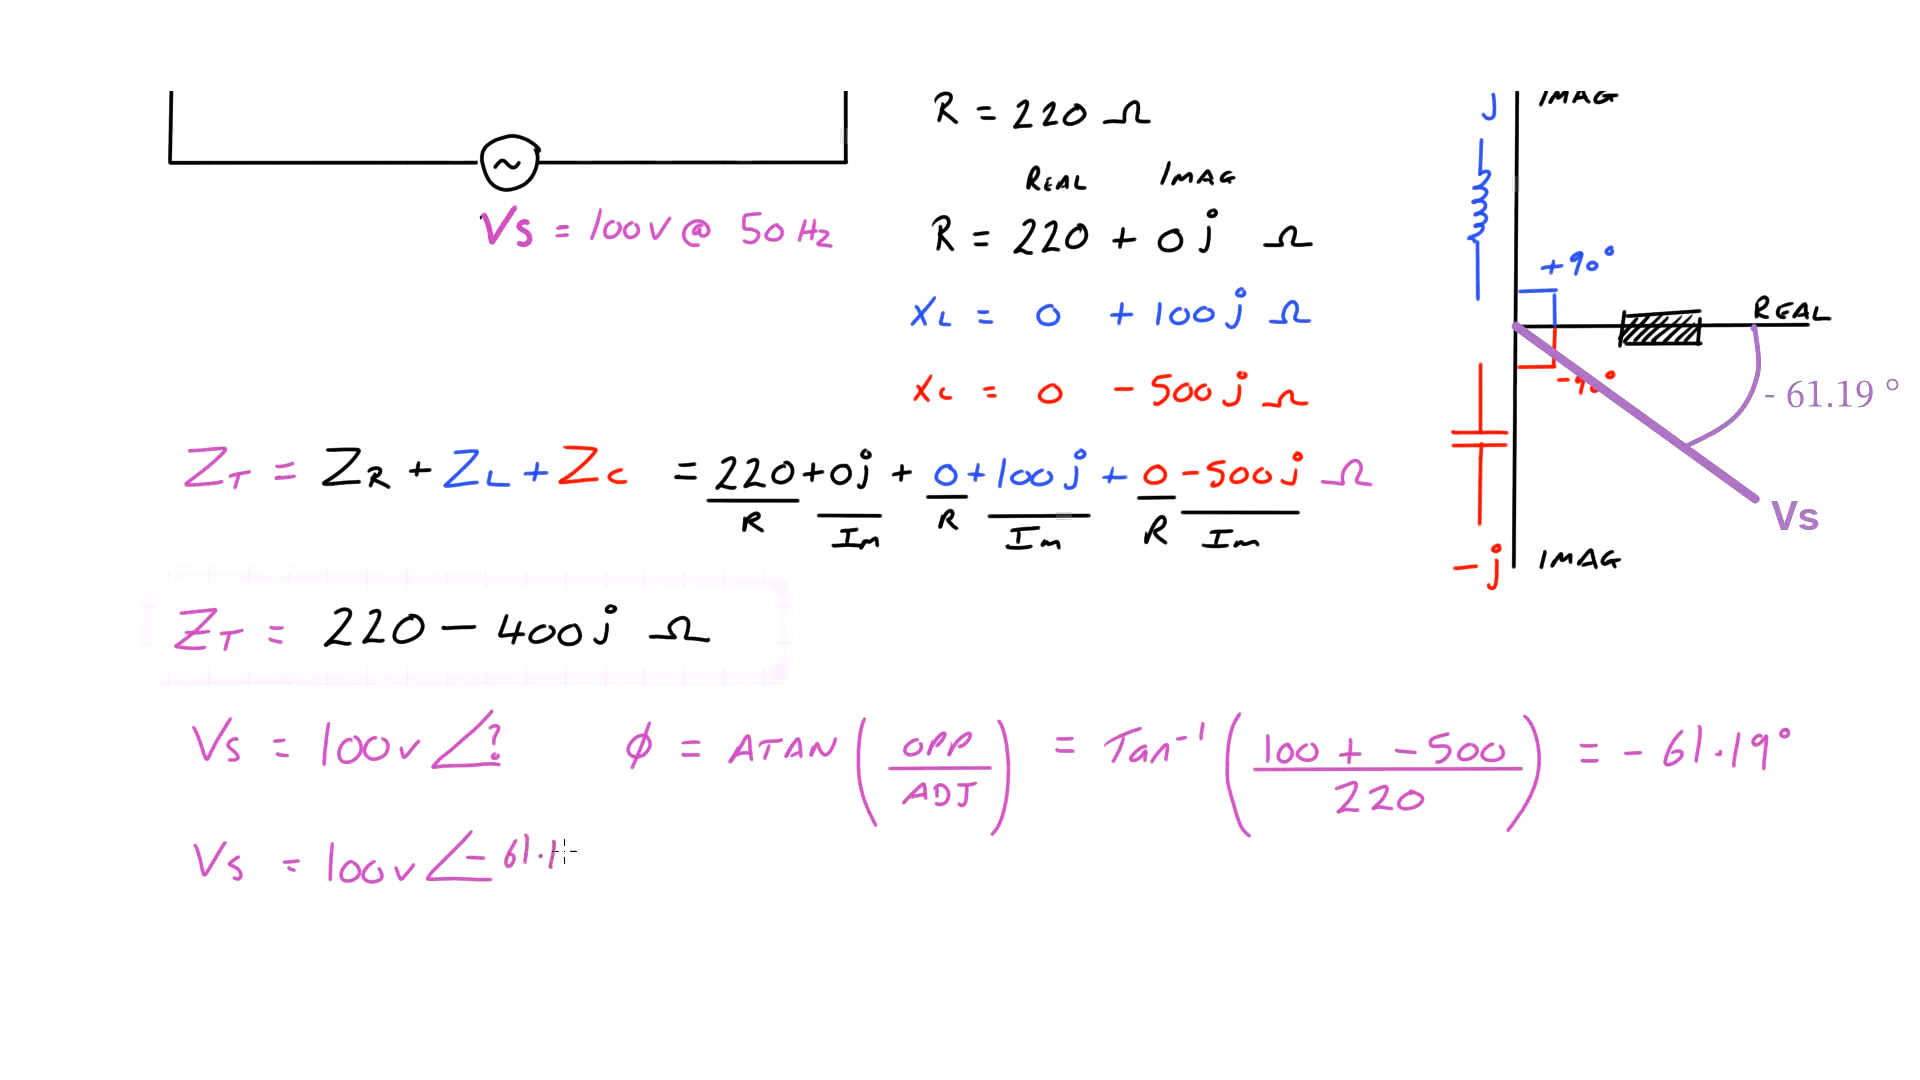 R = 220 Ω
REAL IMAG
R = 220 + 0j Ω
XL = 0 + 100j Ω
XC = 0 - 500j Ω
Vs = 100V @ 50 Hz
j IMAG
+90°
REAL
-90°
- 61.19 °
Vs
-j IMAG
ZT = ZR + ZL + ZC = 220+0j + 0+100j + 0-500j Ω
R Im R Im R Im
ZT = 220 - 400j Ω
Vs = 100v ∠? φ = ATAN (OPP/ADJ) = Tan⁻¹ (100 + -500/220) = - 61.19°
Vs = 100v ∠- 61.1